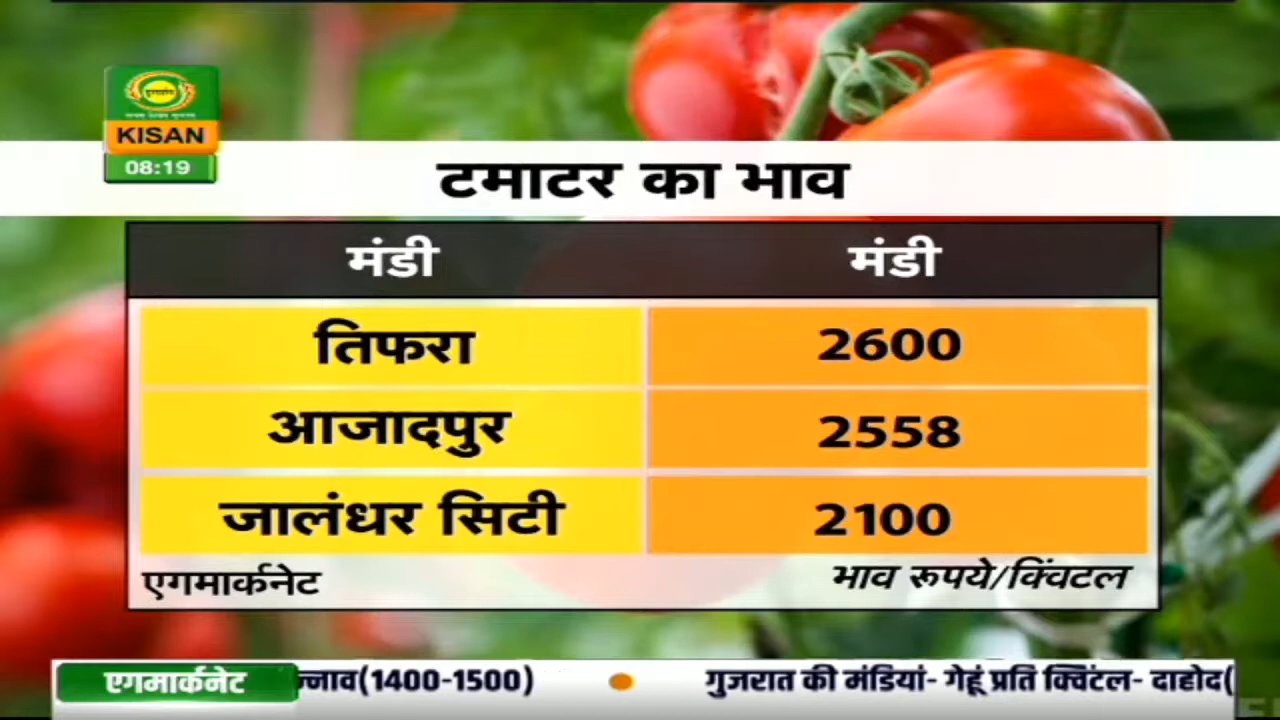 KISAN
08:19
टमाटर का भाव
मंडी मंडी
तिफरा 2600
आजादपुर 2558
जालंधर सिटी 2100
एगमार्कनेट भाव रूपये/क्विंटल
एगमार्कनेट न्नाव(1400-1500) गुजरात की मंडियां- गेहूं प्रति क्विंटल- दाहोद(